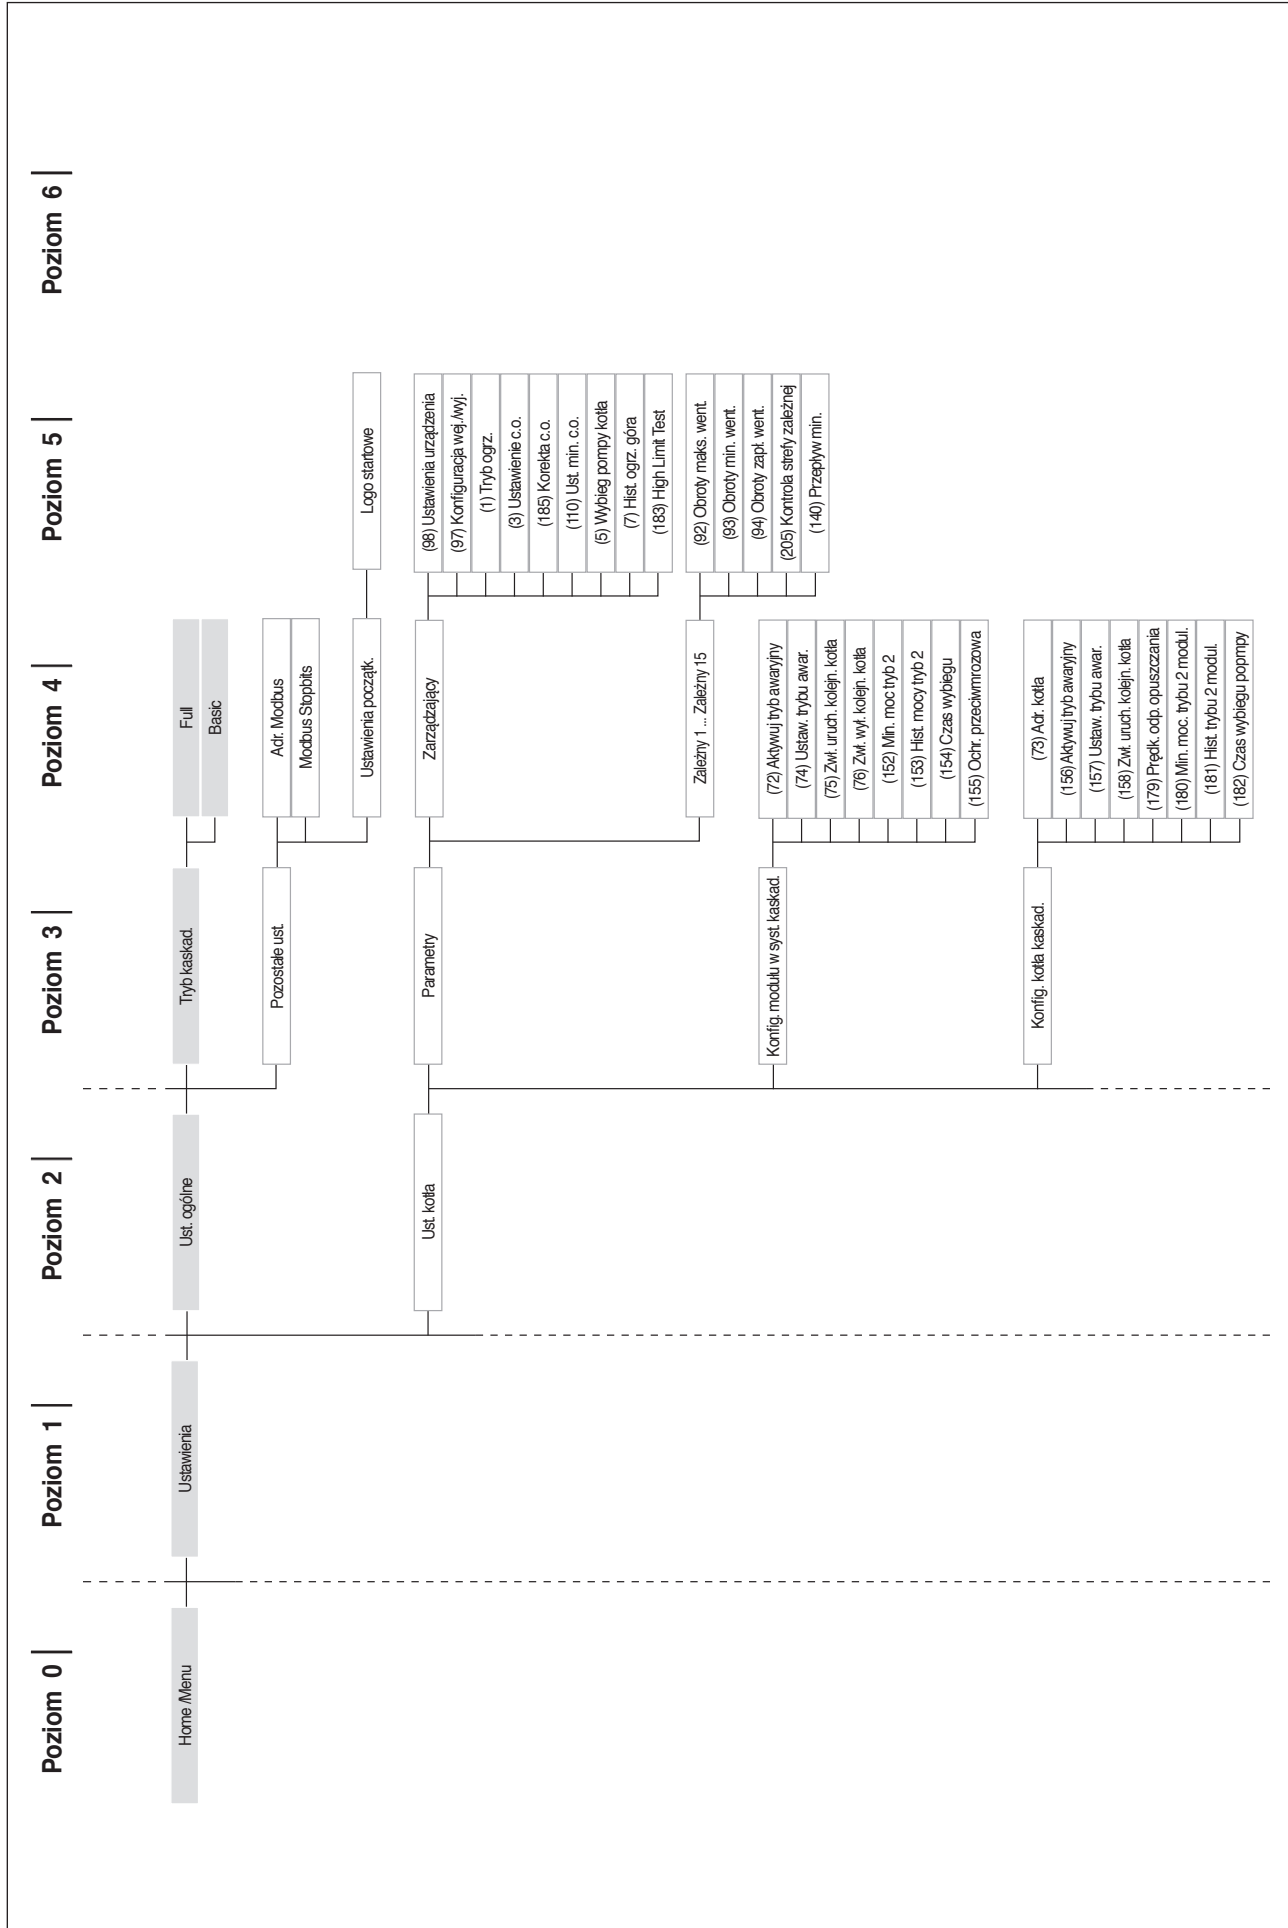 Poziom 0
Poziom 1
Poziom 2
Poziom 3
Poziom 4
Poziom 5
Poziom 6
Home /Menu
Ustawienia
Ust. ogólne
Tryb kaskad.
Full
Basic
Pozostałe ust.
Adr. Modbus
Modbus Stopbits
Ustawienia początk.
Logo startowe
Ust. kotła
Parametry
Zarządzający
(98) Ustawienia urządzenia
(97) Konfiguracja wej./wyj.
(1) Tryb ogrz.
(3) Ustawienie c.o.
(185) Korekta c.o.
(110) Ust. min. c.o.
(5) Wybieg pompy kotła
(7) Hist. ogrz. góra
(183) High Limit Test
Zależny 1 ... Zależny 15
(92) Obroty maks. went.
(93) Obroty min. went.
(94) Obroty zapł. went.
(205) Kontrola strefy zależnej
(140) Przepływ min.
Konfig. modułu w syst. kaskad.
(72) Aktywuj tryb awaryjny
(74) Ustaw. trybu awar.
(75) Zwł. uruch. kolejn. kotła
(76) Zwł. wył. kolejn. kotła
(152) Min. moc tryb 2
(153) Hist. mocy tryb 2
(154) Czas wybiegu
(155) Ochr. przeciwmrozowa
Konfig. kotła kaskad.
(73) Adr. kotła
(156) Aktywuj tryb awaryjny
(157) Ustaw. trybu awar.
(158) Zwł. uruch. kolejn. kotła
(179) Prędk. odp. opuszczania
(180) Min. moc. trybu 2 modul.
(181) Hist. trybu 2 modul.
(182) Czas wybiegu popmpy